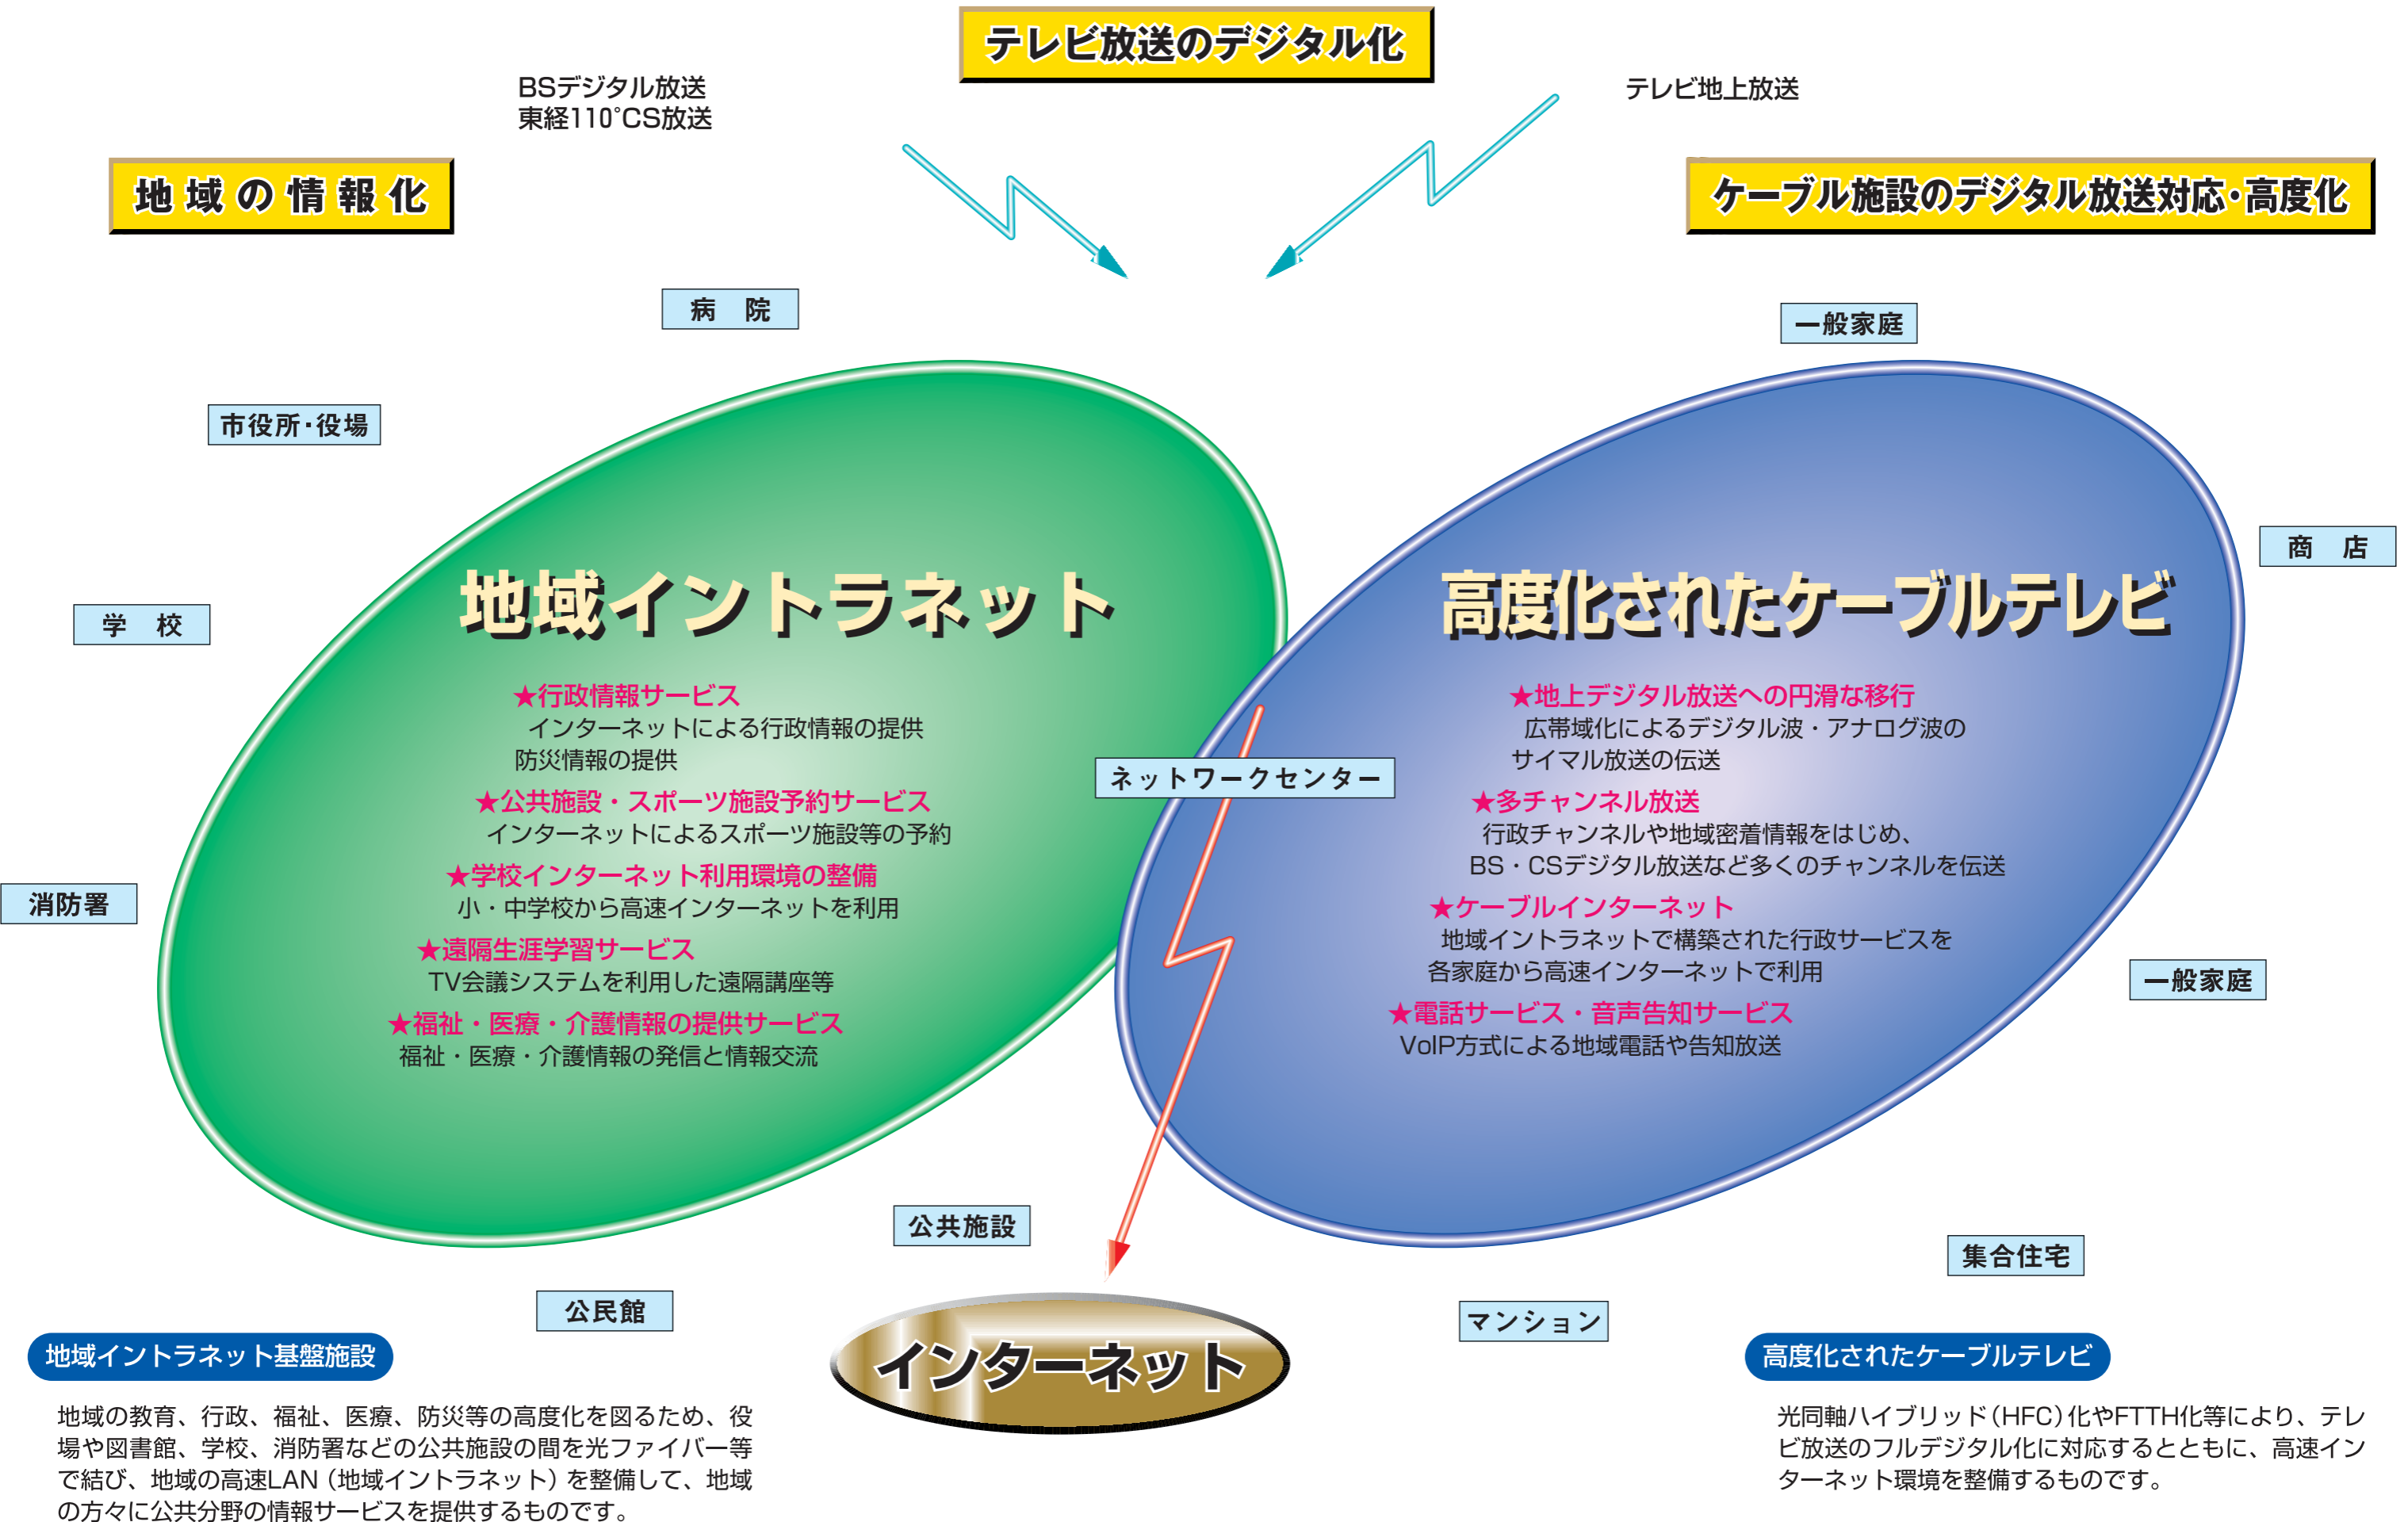 テレビ放送のデジタル化
BSデジタル放送
東経110°CS放送
テレビ地上放送
地域の情報化
ケーブル施設のデジタル放送対応・高度化
病 院
一般家庭
市役所・役場
商 店
学 校
消防署
地域イントラネット
★行政情報サービス
インターネットによる行政情報の提供
防災情報の提供
★公共施設・スポーツ施設予約サービス
インターネットによるスポーツ施設等の予約
★学校インターネット利用環境の整備
小・中学校から高速インターネットを利用
★遠隔生涯学習サービス
TV会議システムを利用した遠隔講座等
★福祉・医療・介護情報の提供サービス
福祉・医療・介護情報の発信と情報交流
ネットワークセンター
高度化されたケーブルテレビ
★地上デジタル放送への円滑な移行
広帯域化によるデジタル波・アナログ波の
サイマル放送の伝送
★多チャンネル放送
行政チャンネルや地域密着情報をはじめ、
BS・CSデジタル放送など多くのチャンネルを伝送
★ケーブルインターネット
地域イントラネットで構築された行政サービスを
各家庭から高速インターネットで利用
★電話サービス・音声告知サービス
VoIP方式による地域電話や告知放送
一般家庭
公共施設
集合住宅
公民館
マンション
インターネット
地域イントラネット基盤施設
地域の教育、行政、福祉、医療、防災等の高度化を図るため、役
場や図書館、学校、消防署などの公共施設の間を光ファイバー等
で結び、地域の高速LAN（地域イントラネット）を整備して、地域
の方々に公共分野の情報サービスを提供するものです。
高度化されたケーブルテレビ
光同軸ハイブリッド（HFC）化やFTTH化等により、テレ
ビ放送のフルデジタル化に対応するとともに、高速イン
ターネット環境を整備するものです。